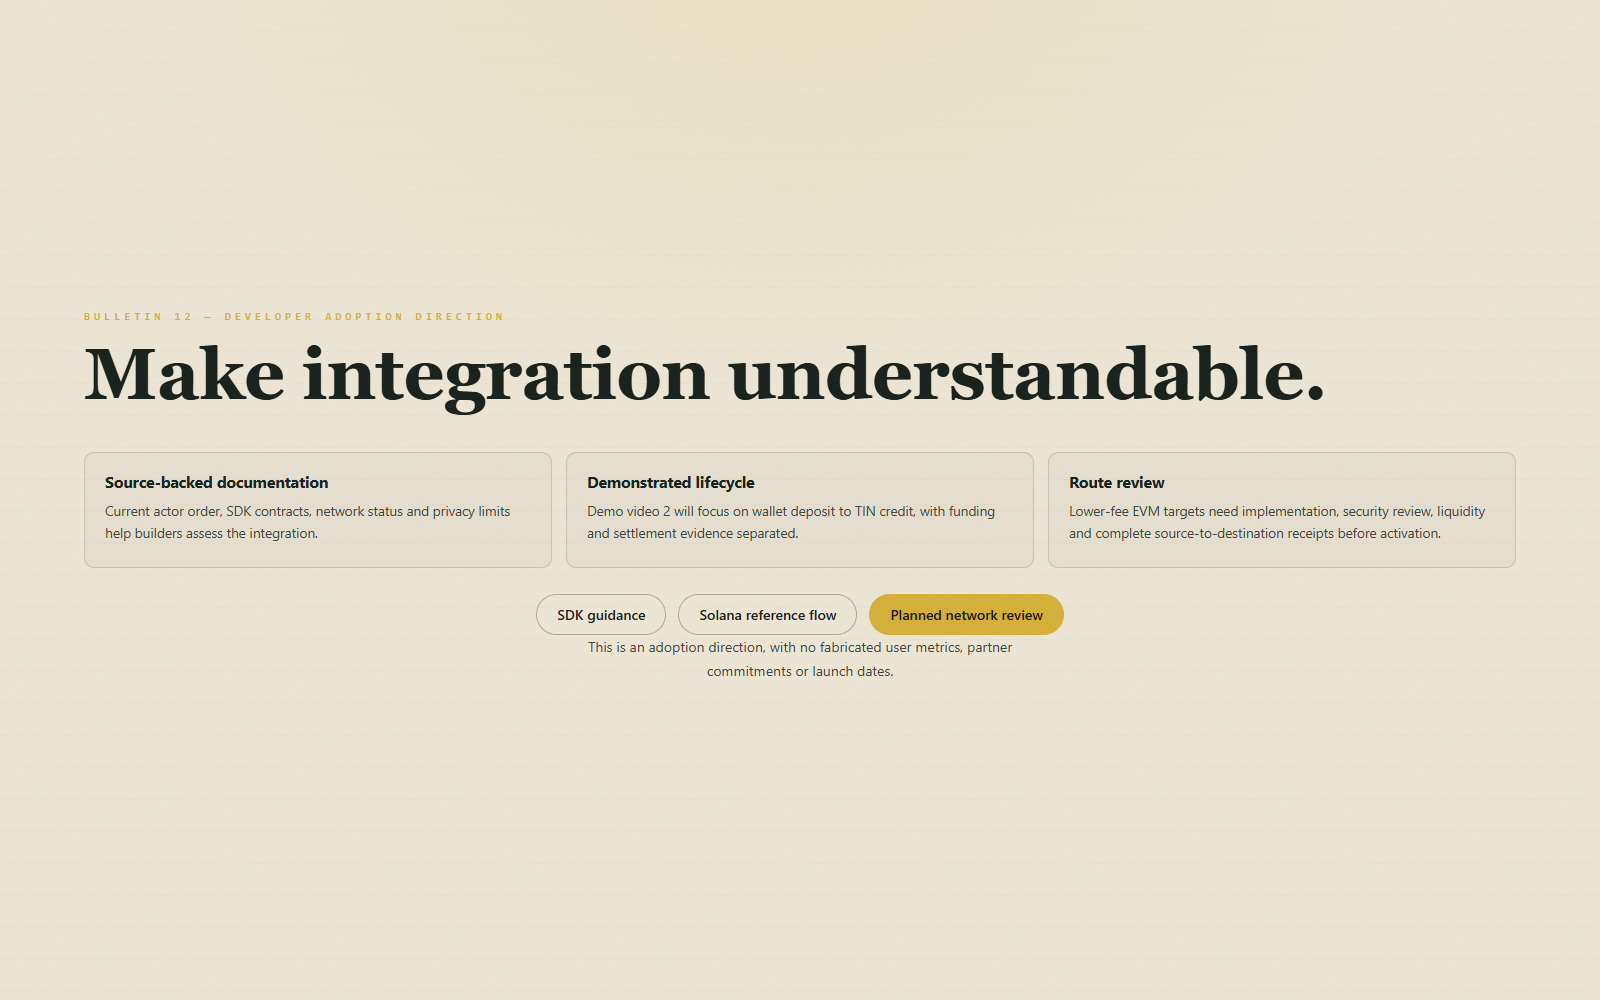 BULLETIN 12 — DEVELOPER ADOPTION DIRECTION
Make integration understandable.
Source-backed documentation
Current actor order, SDK contracts, network status and privacy limits
help builders assess the integration.
Demonstrated lifecycle
Demo video 2 will focus on wallet deposit to TIN credit, with funding
and settlement evidence separated.
Route review
Lower-fee EVM targets need implementation, security review, liquidity
and complete source-to-destination receipts before activation.
SDK guidance
Solana reference flow
Planned network review
This is an adoption direction, with no fabricated user metrics, partner
commitments or launch dates.